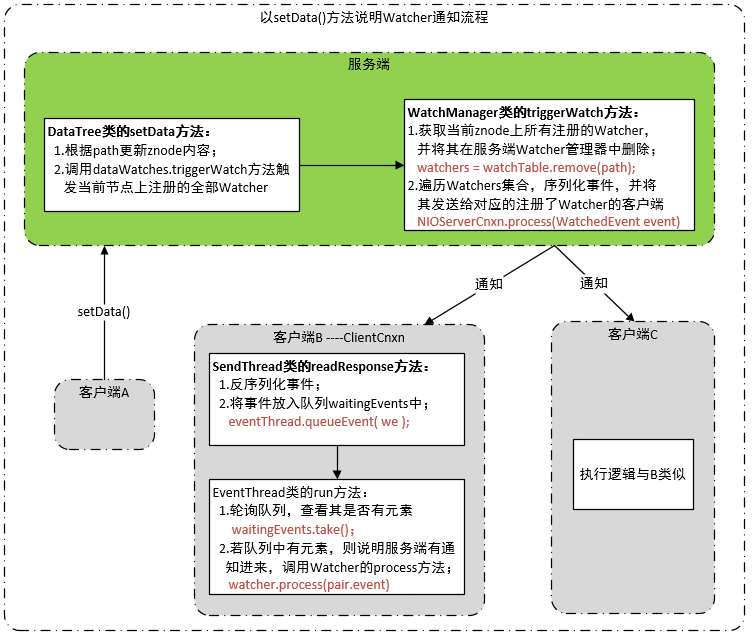 以setData()方法说明Watcher通知流程
服务端
DataTree类的setData方法：
1.根据path更新znode内容；
2.调用dataWatches.triggerWatch方法触
发当前节点上注册的全部Watcher
WatchManager类的triggerWatch方法：
1.获取当前znode上所有注册的Watcher，
并将其在服务端Watcher管理器中删除；
watchers = watchTable.remove(path);
2.遍历Watchers集合，序列化事件，并将
其发送给对应的注册了Watcher的客户端
NIOServerCnxn.process(WatchedEvent event)
setData()
通知
通知
客户端A
客户端B ----ClientCnxn
SendThread类的readResponse方法：
1.反序列化事件；
2.将事件放入队列waitingEvents中；
eventThread.queueEvent( we );
EventThread类的run方法：
1.轮询队列，查看其是否有元素
waitingEvents.take()；
2.若队列中有元素，则说明服务端有通
知进来，调用Watcher的process方法；
watcher.process(pair.event)
客户端C
执行逻辑与B类似